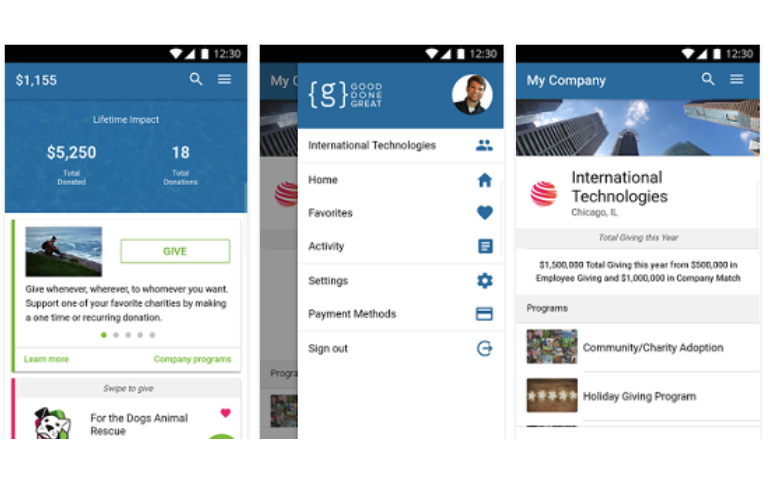 12:30
$1,155
Lifetime Impact
$5,250
18
Total
Donated
Total
Donations
GIVE
Give whenever, wherever, to whomever you want.
Support one of your favorite charities by making
a one time or recurring donation.
Learn more
Company programs
Swipe to give
For the Dogs Animal
Rescue
12:30
My C
{g} GOOD
DONE
GREAT
International Technologies
Home
Favorites
Activity
Settings
Payment Methods
Sign out
Progra
12:30
My Company
International
Technologies
Chicago, IL
Total Giving this Year
$1,500,000 Total Giving this year from $500,000 in
Employee Giving and $1,000,000 in Company Match
Programs
Community/Charity Adoption
Holiday Giving Program